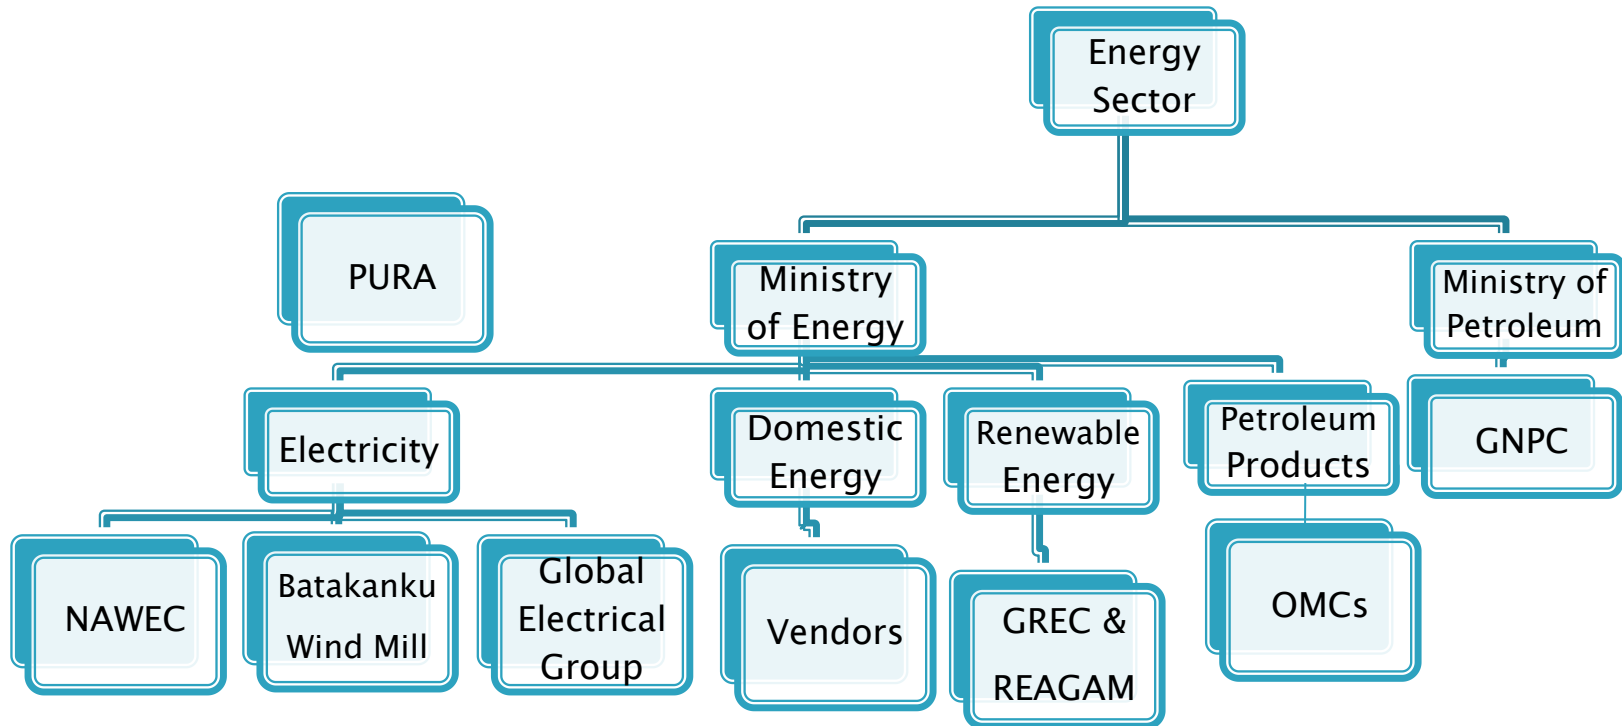 Energy
Sector
PURA
Ministry
of Energy
Ministry of
Petroleum
Electricity
Domestic
Energy
Renewable
Energy
Petroleum
Products
GNPC
NAWEC
Batakanku
Wind Mill
Global
Electrical
Group
Vendors
GREC &
REAGAM
OMCs